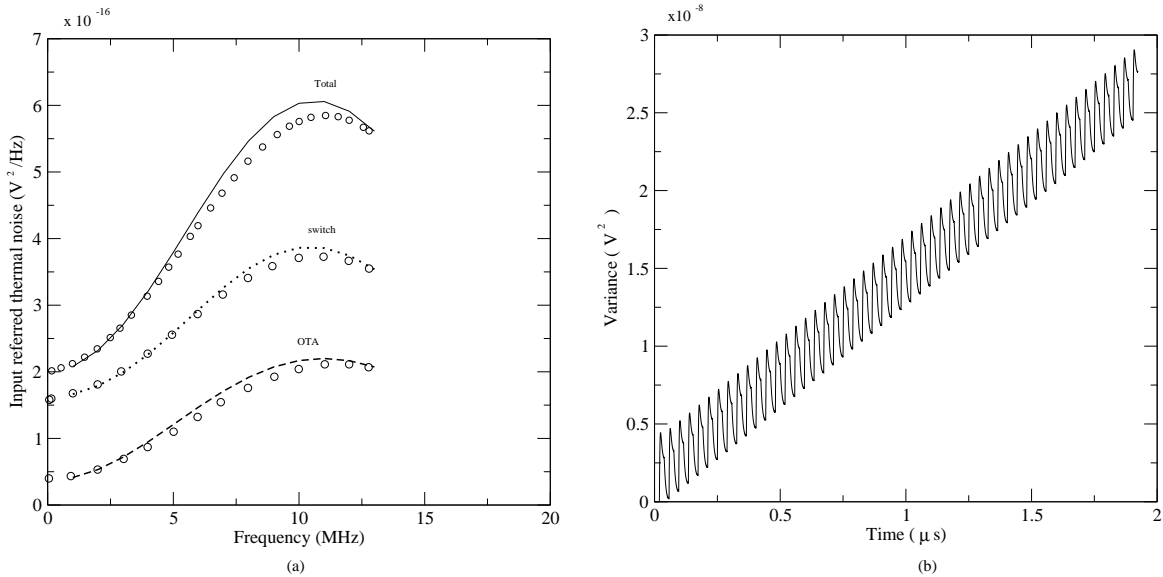 x 10 -16
7
6
5
4
3
2
1
0
0 5 10 15 20
Input referred thermal noise (V 2 /Hz)
Total
switch
OTA
Frequency (MHz)
(a)
x10 -8
3
2.5
2
1.5
1
0.5
0
0 0.5 1 1.5 2
Variance ( V 2 )
Time ( μ s)
(b)